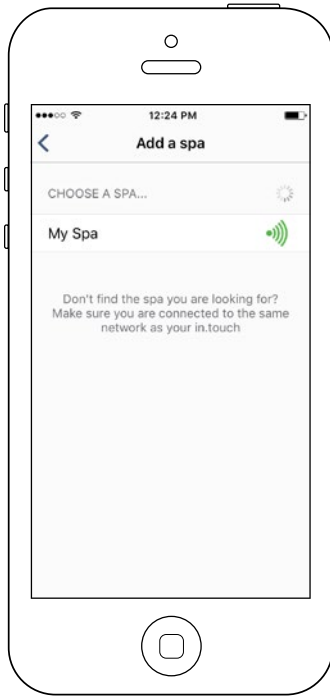 12:24 PM
Add a spa
CHOOSE A SPA...
My Spa
Don't find the spa you are looking for?
Make sure you are connected to the same
network as your in.touch